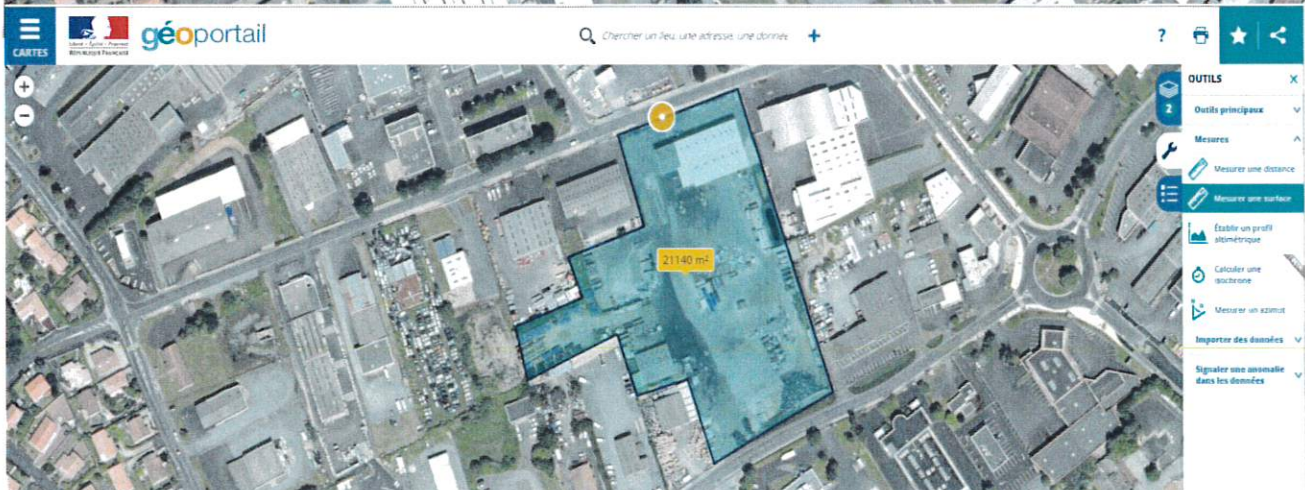 CARTES
RÉPUBLIQUE FRANÇAISE
géoportail
Chercher un lieu, une adresse, une donnée
+
?
OUTILS
×
2
Outils principaux
Mesures
Mesurer une distance
Mesurer une surface
Établir un profil
altimétrique
Calculer une
isochrone
Mesurer un azimut
Importer des données
Signaler une anomalie
dans les données
+
−
21140 m²